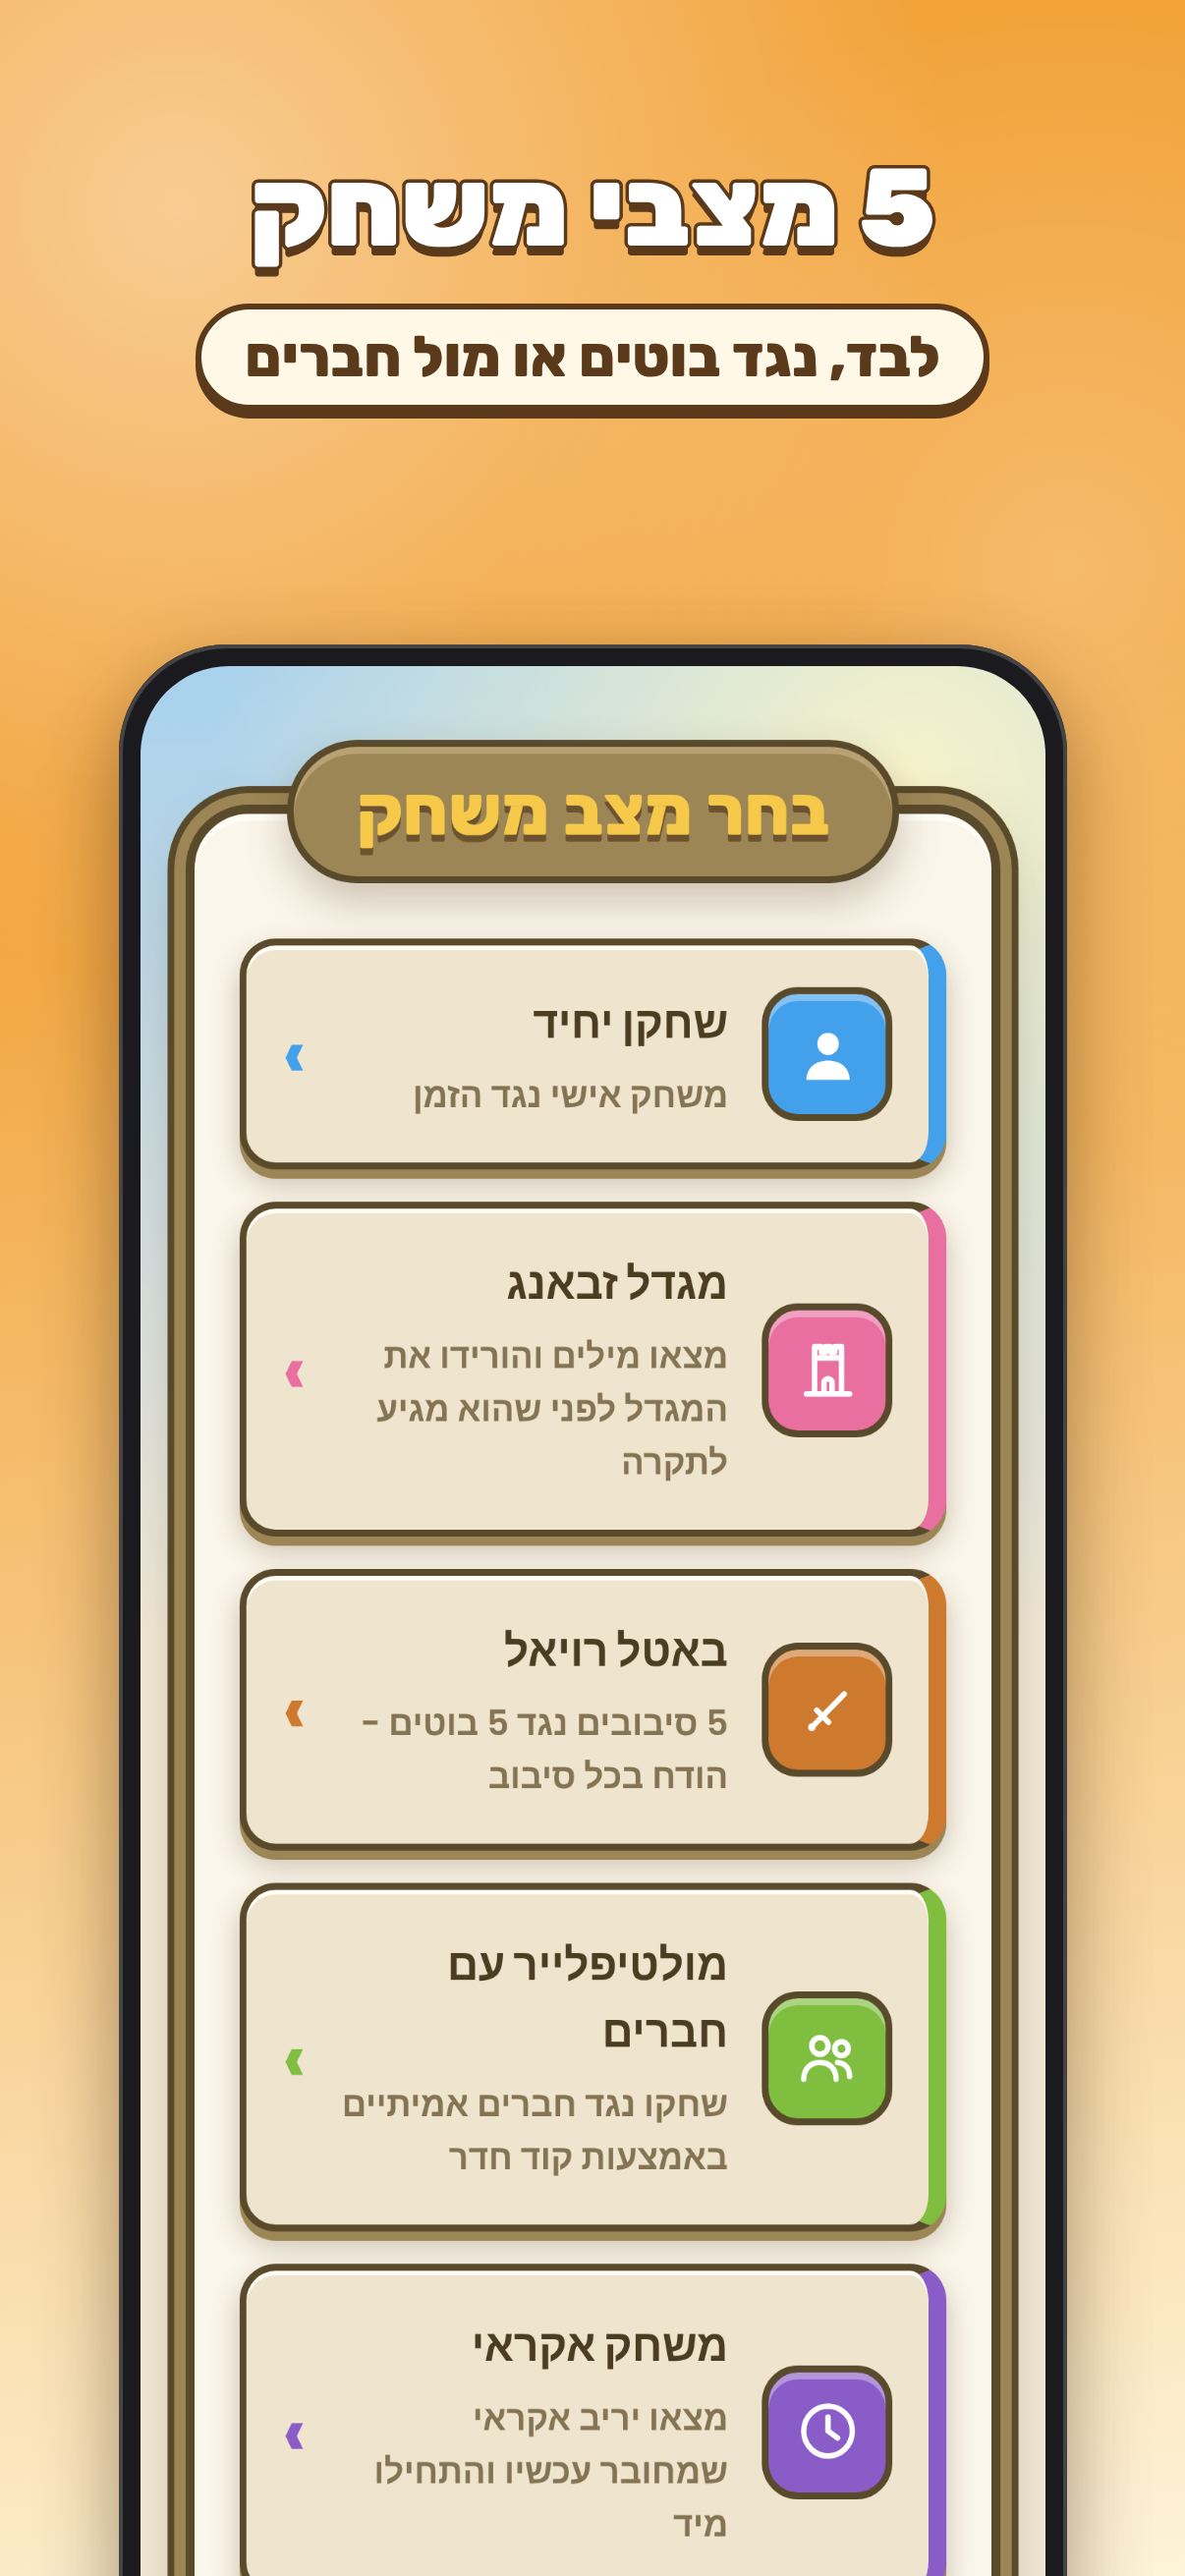 5 מצבי משחק
לבד, נגד בוטים או מול חברים
בחר מצב משחק
שחקן יחיד
משחק אישי נגד הזמן
מגדל זבאנג
מצאו מילים והורידו את
המגדל לפני שהוא מגיע
לתקרה
באטל רויאל
5 סיבובים נגד 5 בוטים -
הודח בכל סיבוב
מולטיפלייר עם
חברים
שחקו נגד חברים אמיתיים
באמצעות קוד חדר
משחק אקראי
מצאו יריב אקראי
שמחובר עכשיו והתחילו
מיד